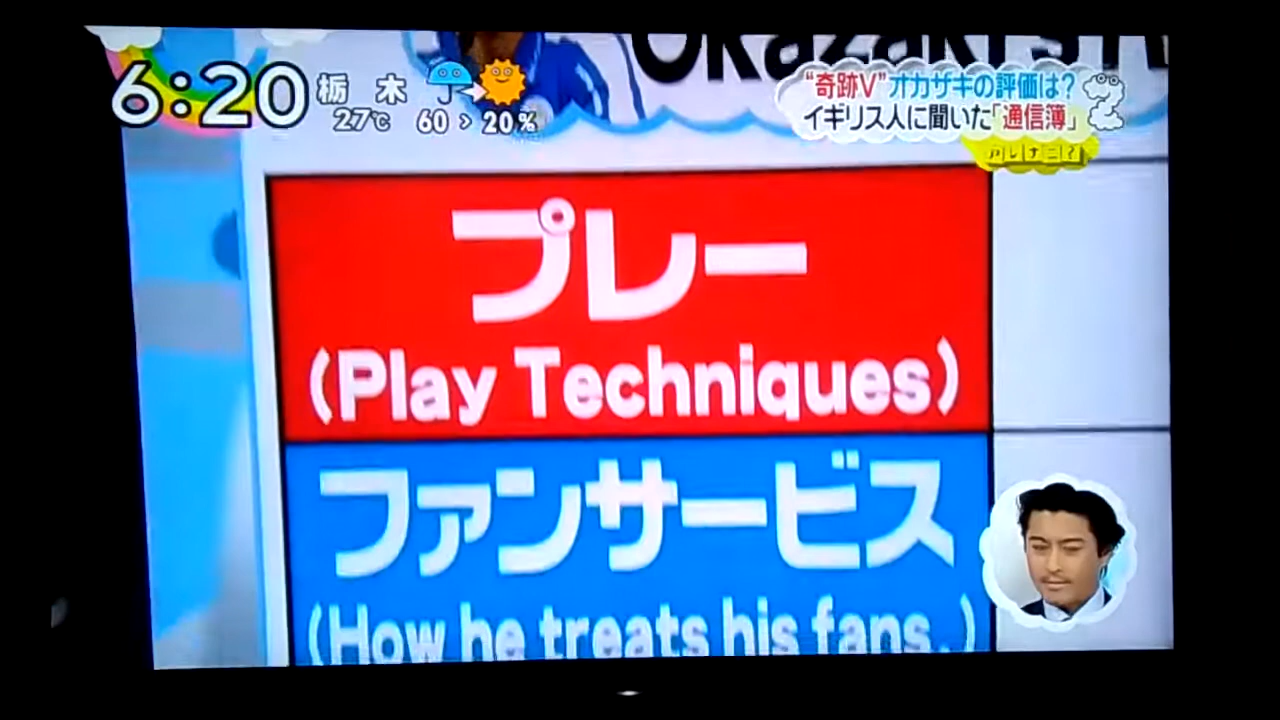 Okazaki's
6:20
栃木
27℃
60 > 20%
"奇跡V"オカザキの評価は?
イギリス人に聞いた「通信簿」
プレー
(Play Techniques)
ファンサービス
(How he treats his fans.)